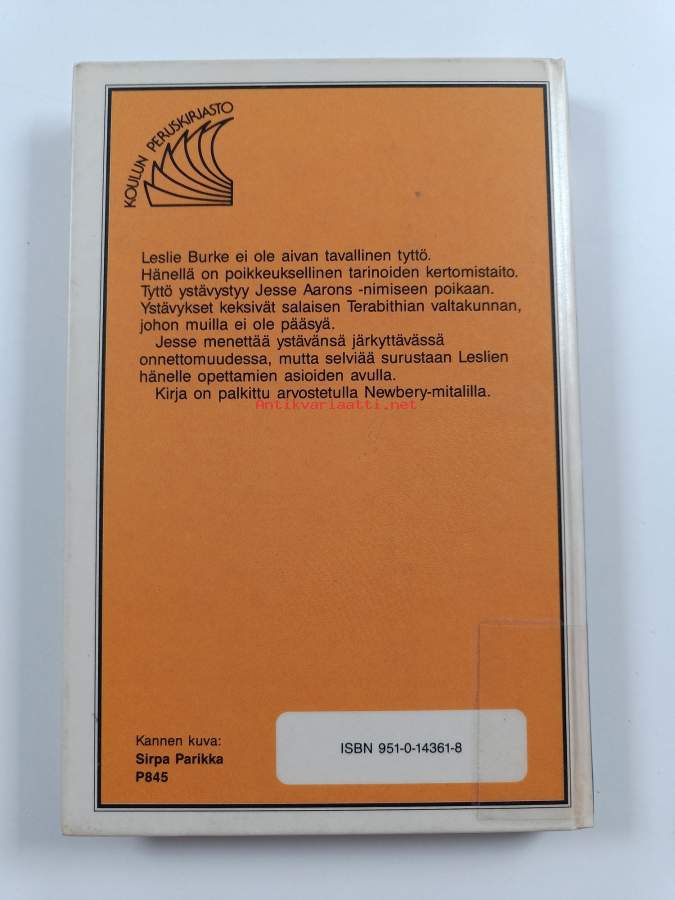 KOULUN PERUSKIRJASTO
Leslie Burke ei ole aivan tavallinen tyttö.
Hänellä on poikkeuksellinen tarinoiden kertomistaito.
Tyttö ystävystyy Jesse Aarons -nimiseen poikaan.
Ystävykset keksivät salaisen Terabithian valtakunnan,
johon muilla ei ole pääsyä.
Jesse menettää ystävänsä järkyttävässä
onnettomuudessa, mutta selviää surustaan Leslien
hänelle opettamien asioiden avulla.
Kirja on palkittu arvostetulla Newbery-mitalilla.
Antikvariaatti.net
Kannen kuva:
Sirpa Parikka
P845
ISBN 951-0-14361-8